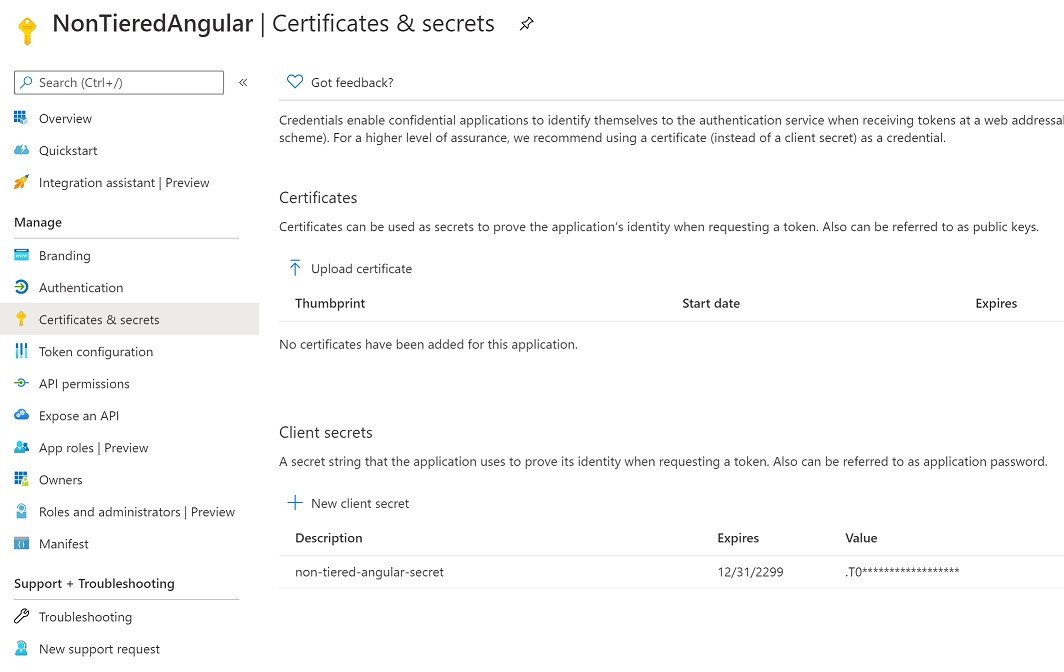 NonTieredAngular | Certificates & secrets
Search (Ctrl+/)
«
Overview
Quickstart
Integration assistant | Preview
Manage
Branding
Authentication
Certificates & secrets
Token configuration
API permissions
Expose an API
App roles | Preview
Owners
Roles and administrators | Preview
Manifest
Support + Troubleshooting
Troubleshooting
New support request
Got feedback?
Credentials enable confidential applications to identify themselves to the authentication service when receiving tokens at a web addressal
scheme). For a higher level of assurance, we recommend using a certificate (instead of a client secret) as a credential.
Certificates
Certificates can be used as secrets to prove the application's identity when requesting a token. Also can be referred to as public keys.
Upload certificate
Thumbprint Start date Expires
No certificates have been added for this application.
Client secrets
A secret string that the application uses to prove its identity when requesting a token. Also can be referred to as application password.
New client secret
Description Expires Value
non-tiered-angular-secret 12/31/2299 .T0******************